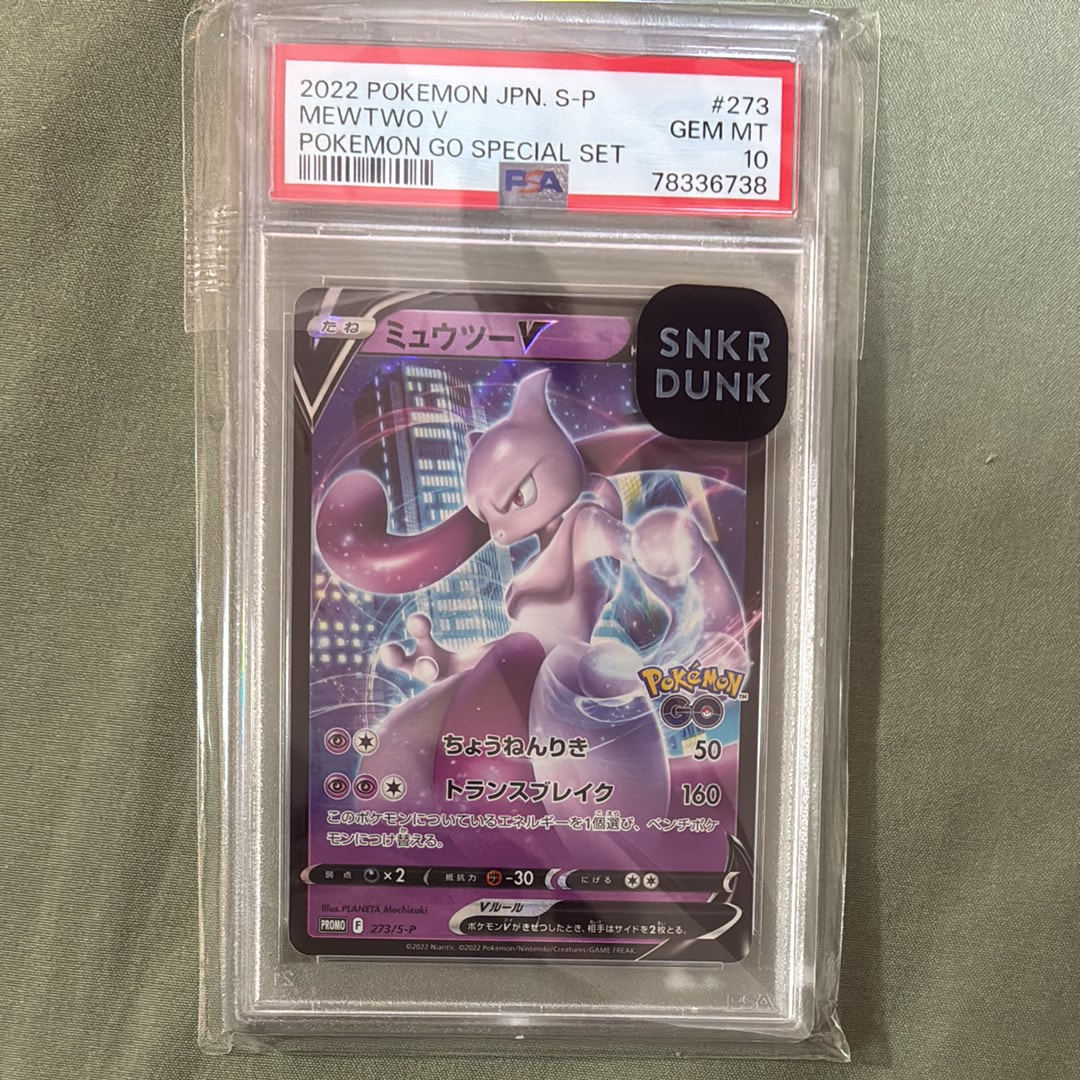 2022 POKEMON JPN. S-P #273
MEWTWO V GEM MT
POKEMON GO SPECIAL SET 10
PSA 78336738
たね ミュウツーV
SNKR
DUNK
Pokémon
GO
ちょうねんりき 50
トランスブレイク 160
このポケモンについているエネルギーを1個選び、ベンチポケ
モンにつけ替える。
弱点 ×2 抵抗力 -30 にげる
Vルール
Illus. PLANETA Mochizuki
ポケモンVがきぜつしたとき、相手はサイドを2枚とる。
PROMO F 273/S-P
©2022 Niantic. ©2022 Pokémon/Nintendo/Creatures/GAME FREAK.
PSA